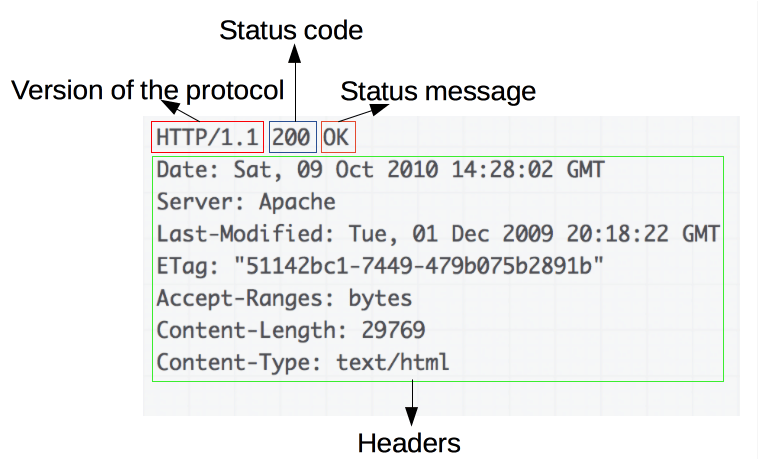 Status code
Version of the protocol
Status message
HTTP/1.1 200 OK
Date: Sat, 09 Oct 2010 14:28:02 GMT
Server: Apache
Last-Modified: Tue, 01 Dec 2009 20:18:22 GMT
ETag: "51142bc1-7449-479b075b2891b"
Accept-Ranges: bytes
Content-Length: 29769
Content-Type: text/html
Headers